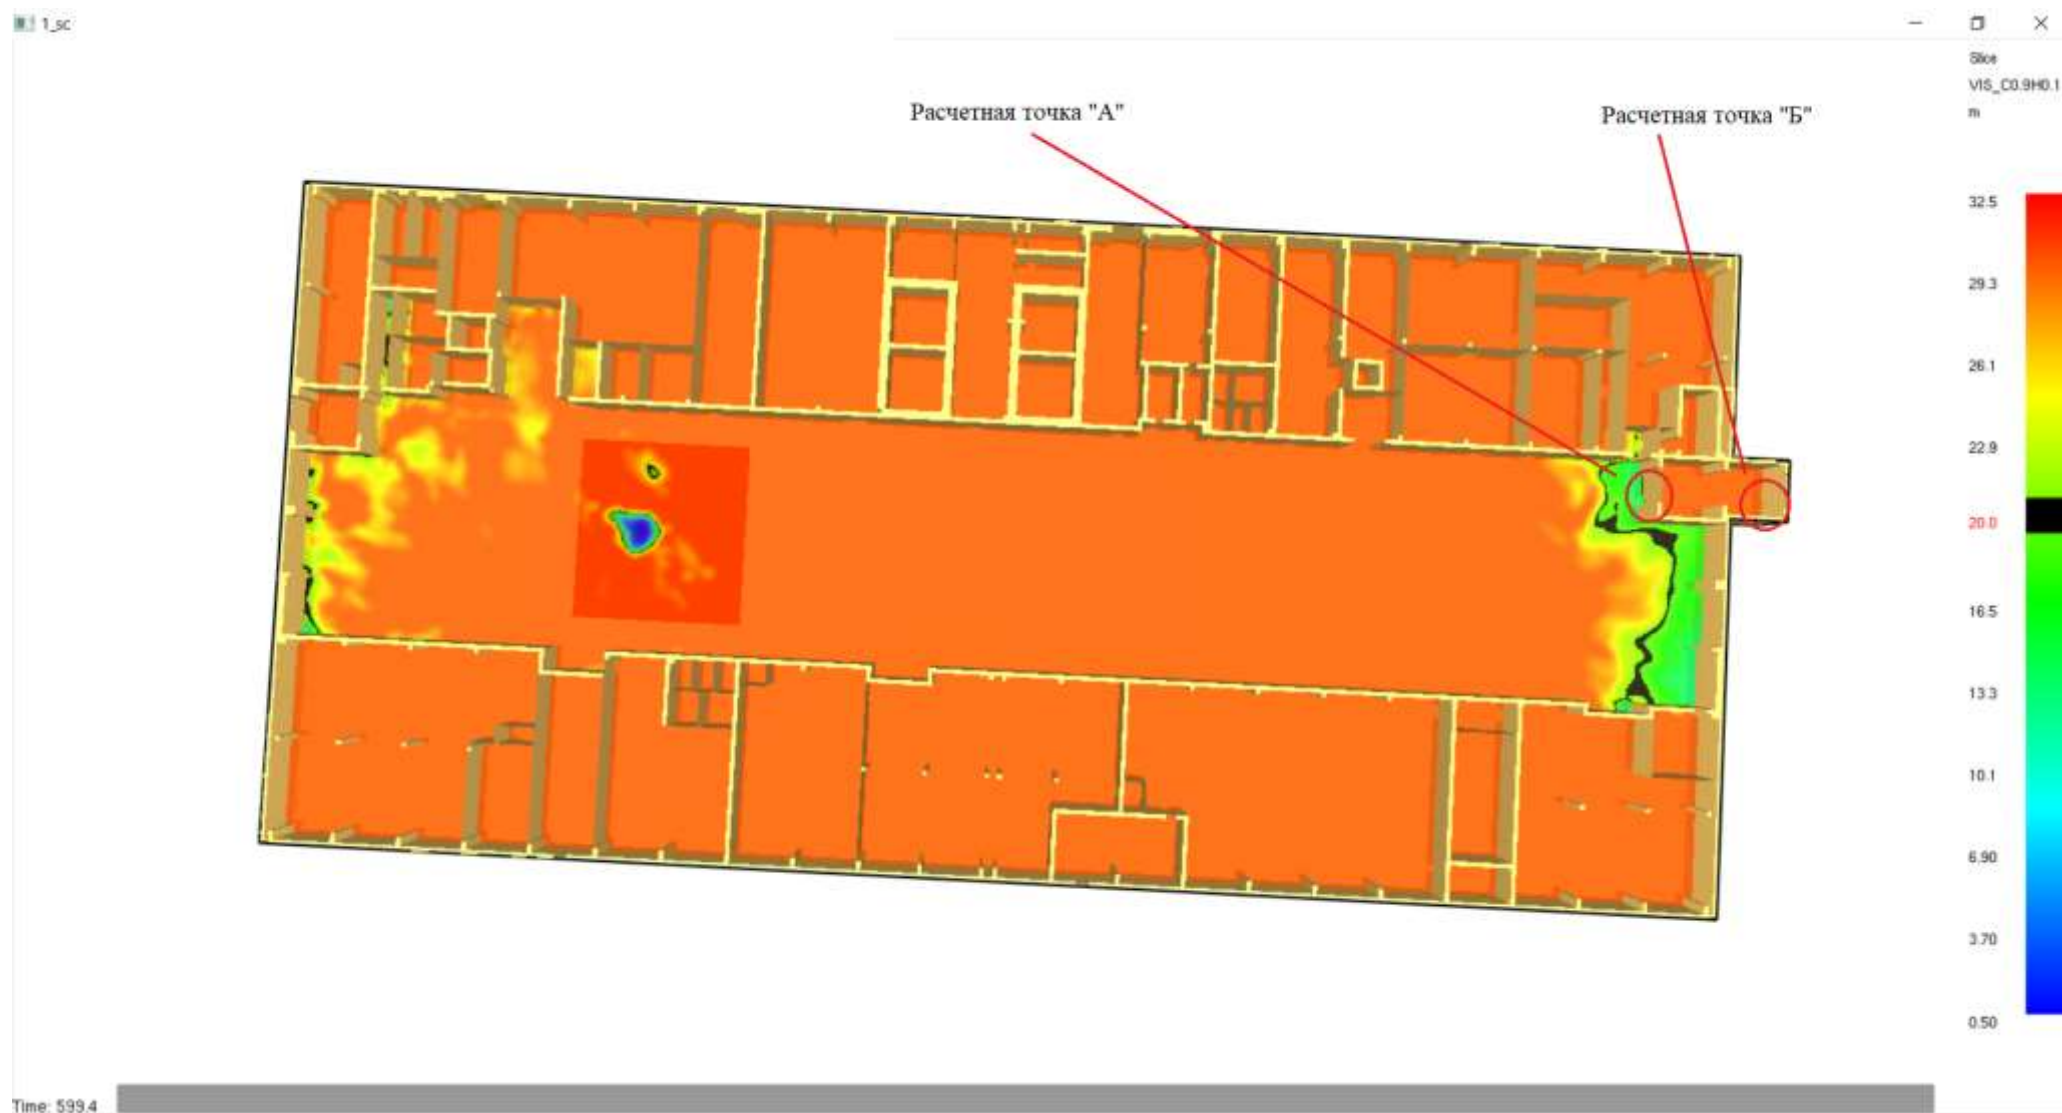 1_sc
Slice
VIS_C0.9H0.1
m
Расчетная точка "А"
Расчетная точка "Б"
32.5
29.3
26.1
22.9
20.0
16.5
13.3
10.1
6.90
3.70
0.50
Time: 599.4